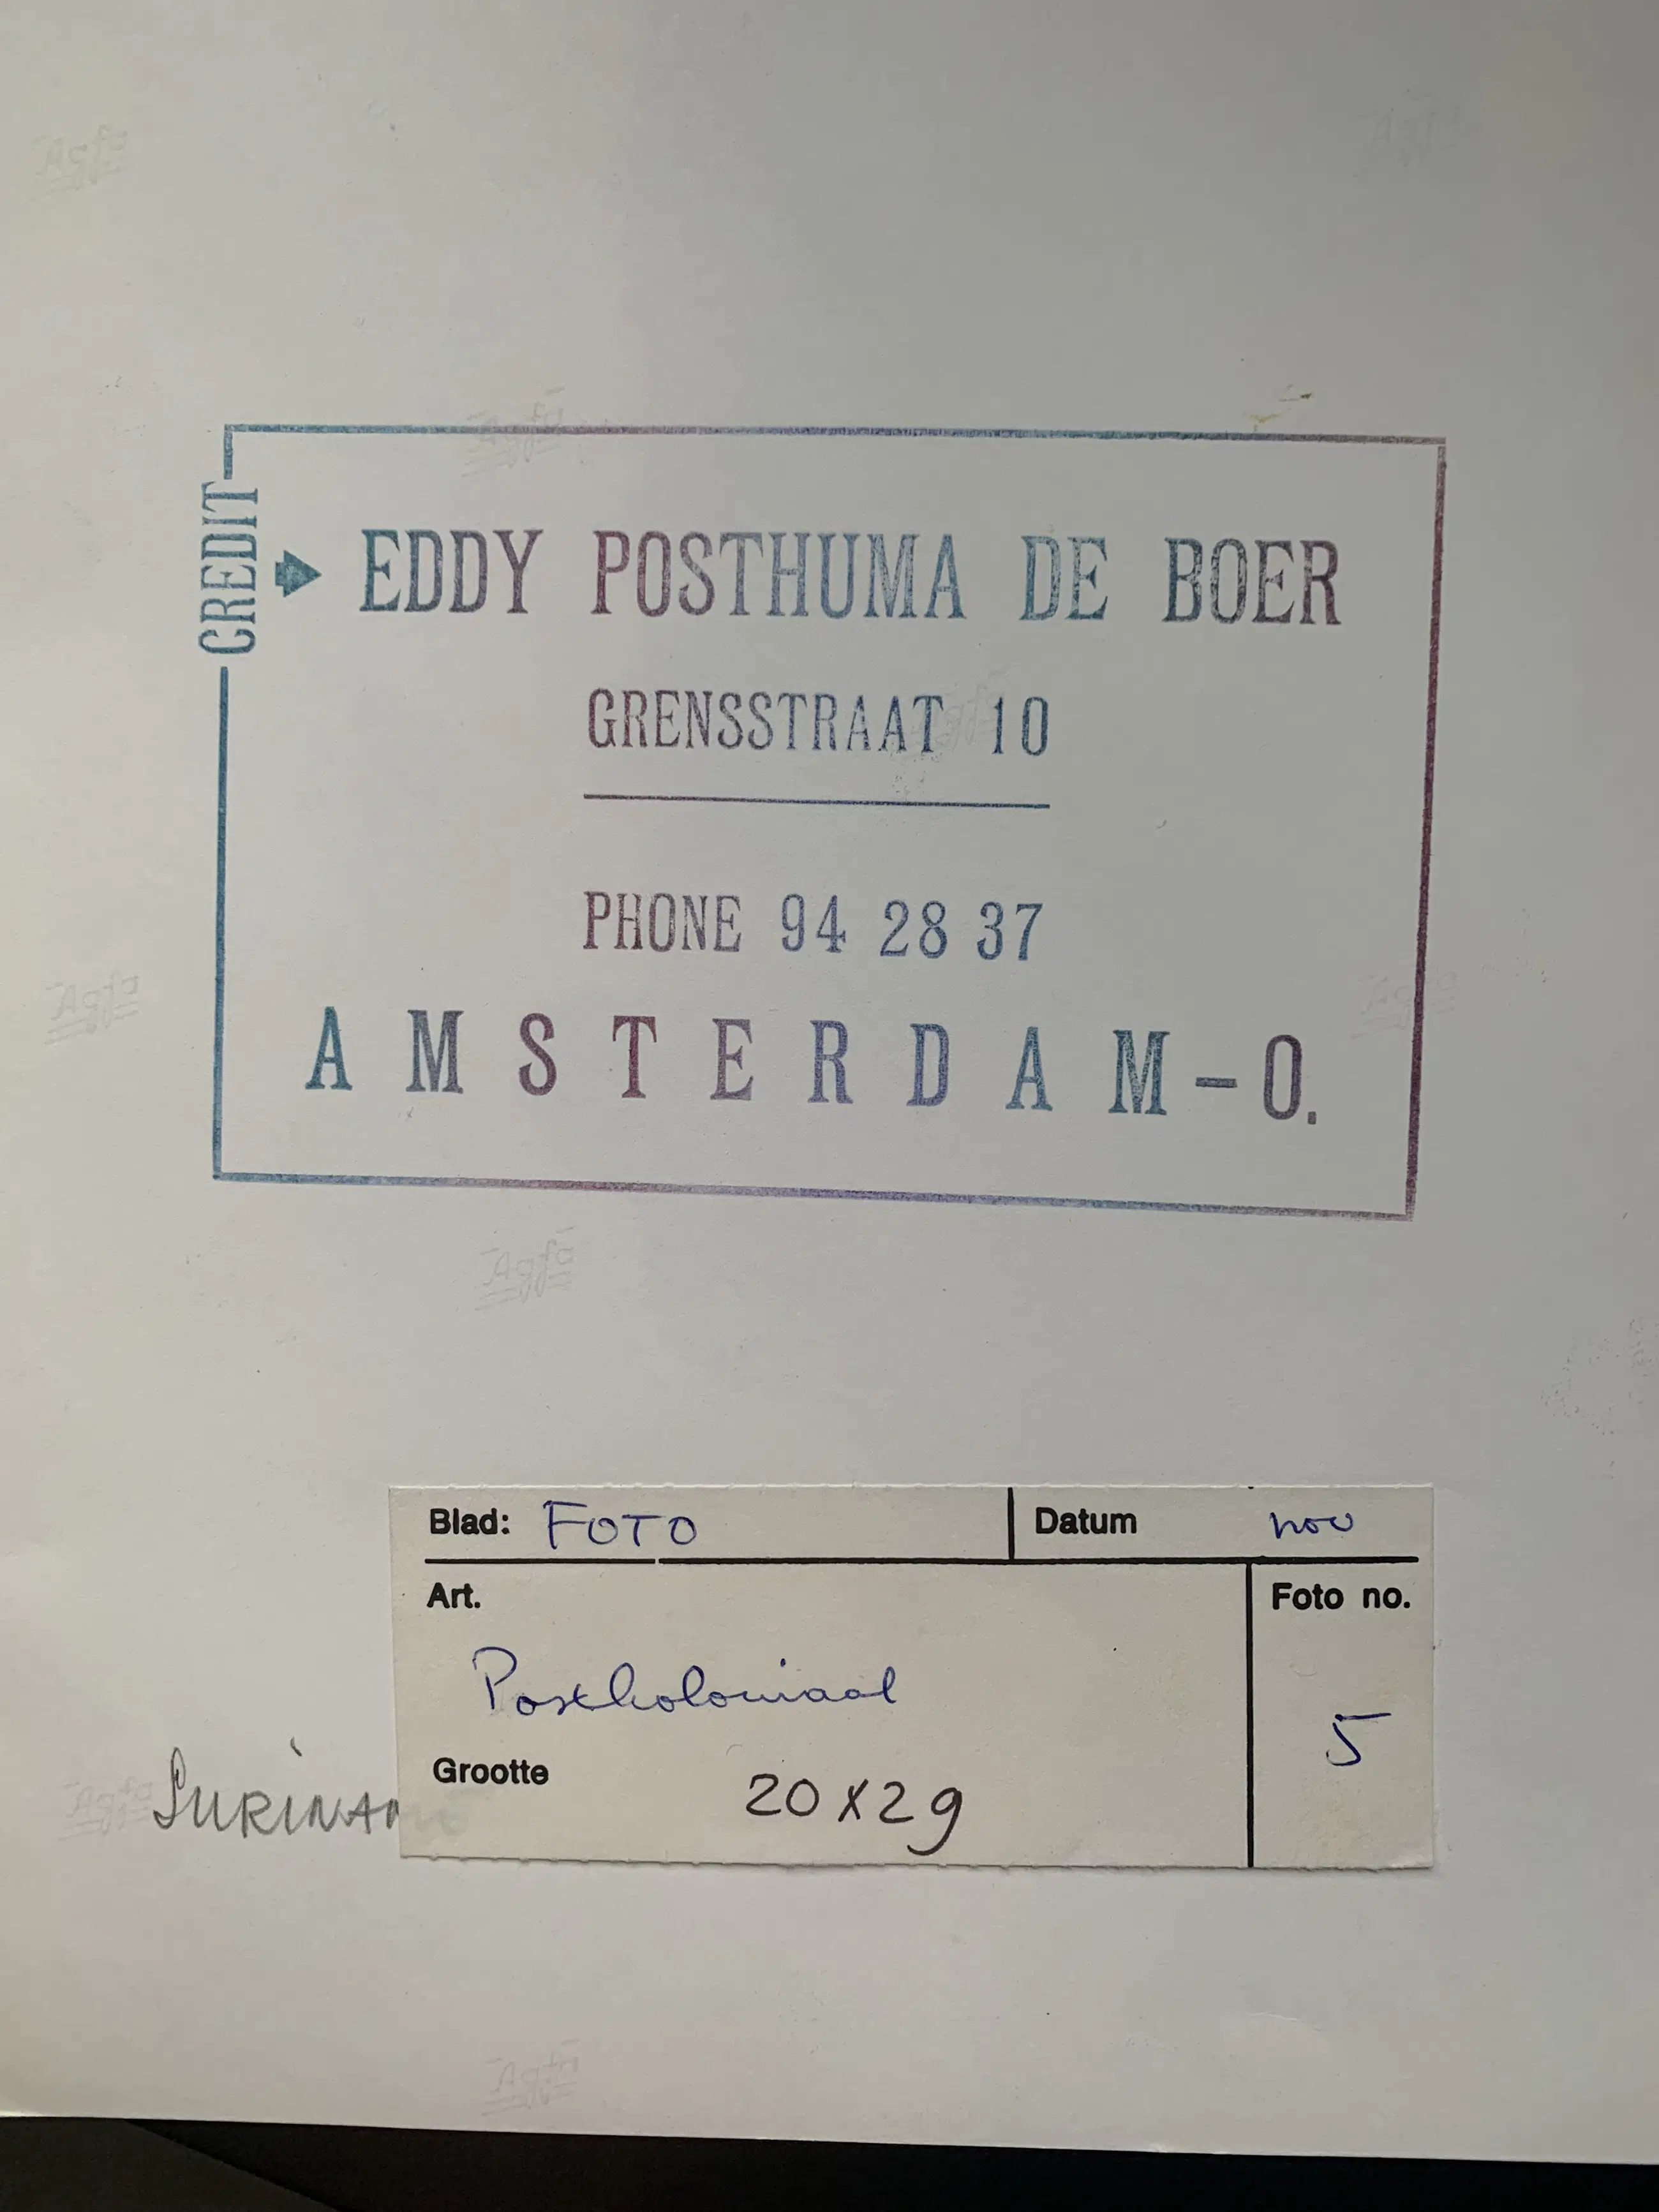 CREDIT
EDDY POSTHUMA DE BOER
GRENSSTRAAT 10
PHONE 94 28 37
AMSTERDAM-O.
Blad: FOTO
Datum nov
Art.
Foto no.
Postkoloniaal
5
Grootte
20x29
SURINAM